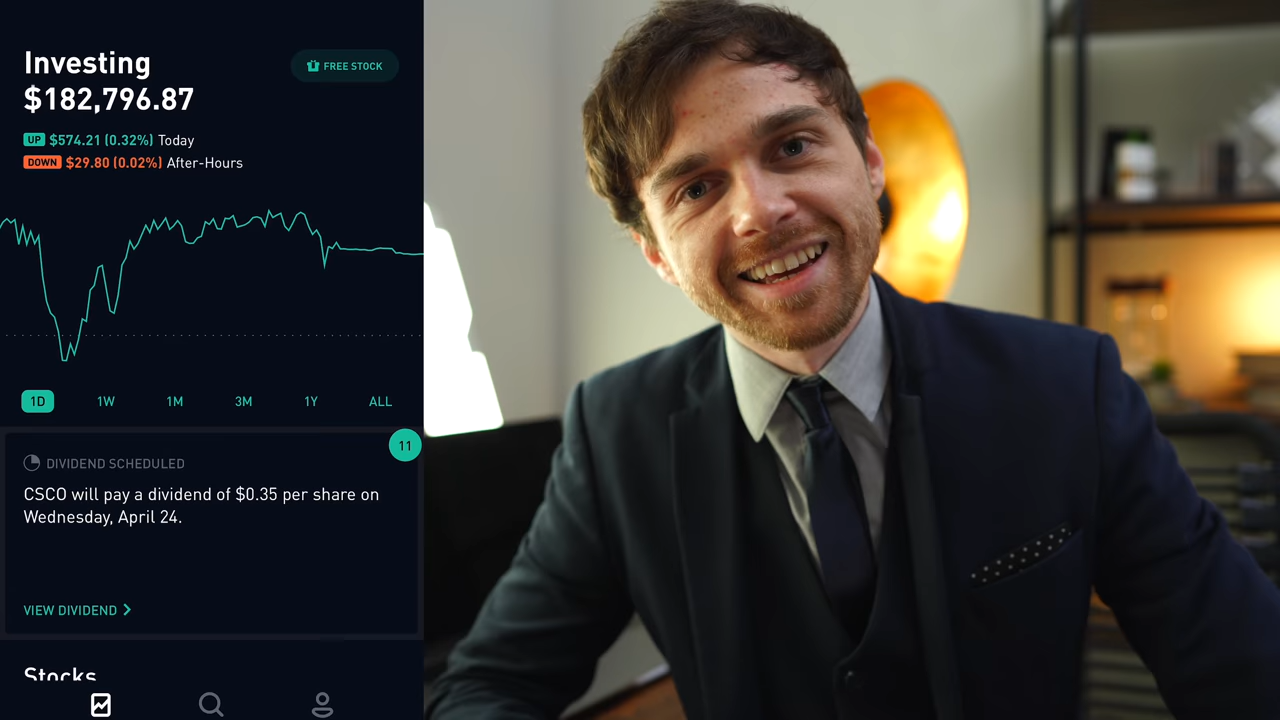 Investing
$182,796.87
FREE STOCK
UP $574.21 (0.32%) Today
DOWN $29.80 (0.02%) After-Hours
1D 1W 1M 3M 1Y ALL
11
DIVIDEND SCHEDULED
CSCO will pay a dividend of $0.35 per share on
Wednesday, April 24.
VIEW DIVIDEND
Stocks